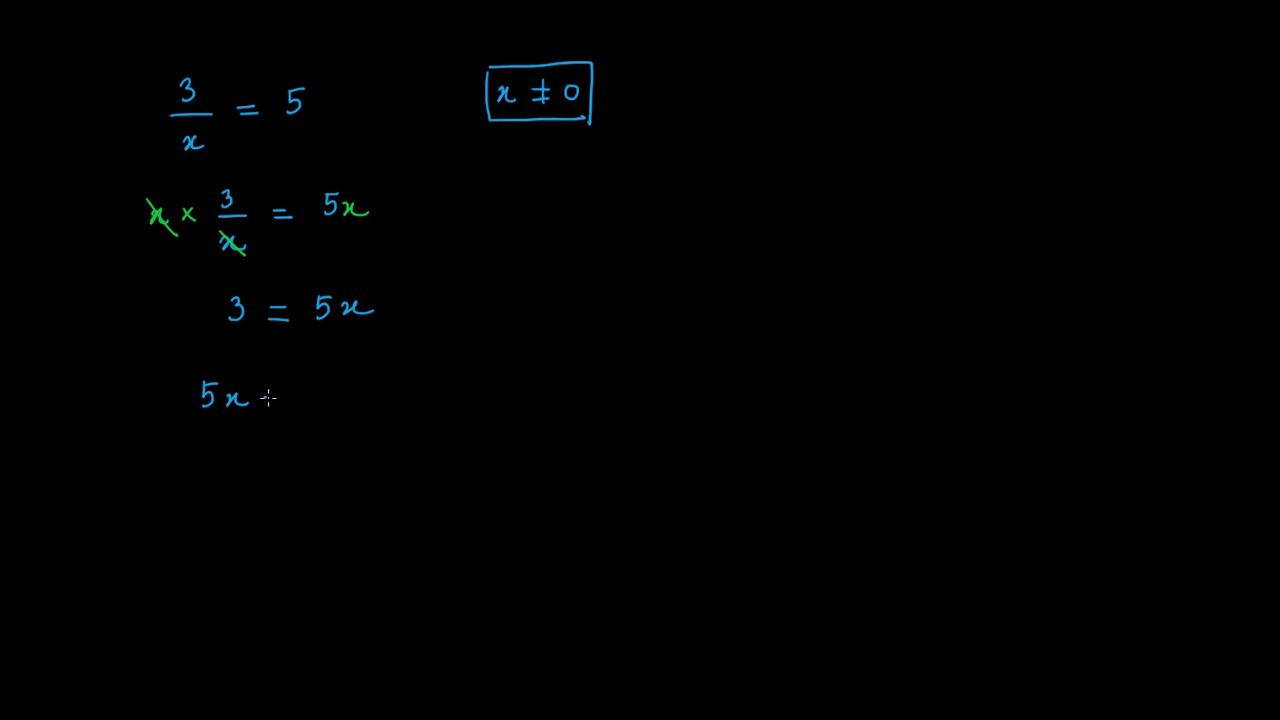 3/x = 5
x ≠ 0
x × 3/x = 5x
3 = 5x
5x